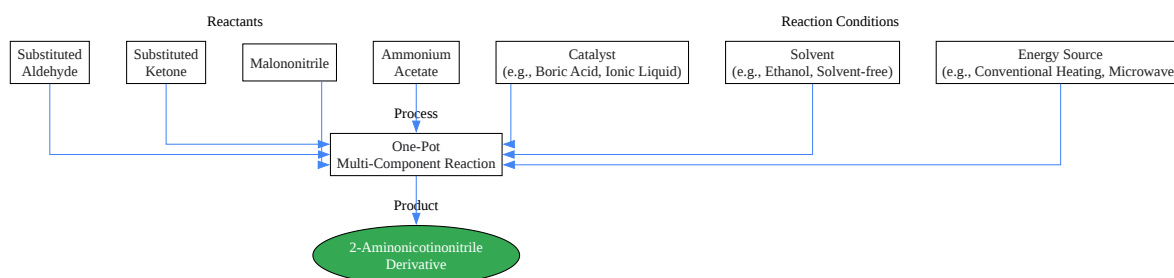 Reactants
Reaction Conditions
Substituted
Aldehyde
Substituted
Ketone
Malononitrile
Ammonium
Acetate
Catalyst
(e.g., Boric Acid, Ionic Liquid)
Solvent
(e.g., Ethanol, Solvent-free)
Energy Source
(e.g., Conventional Heating, Microwave
Process
One-Pot
Multi-Component Reaction
Product
2-Aminonicotinonitrile
Derivative